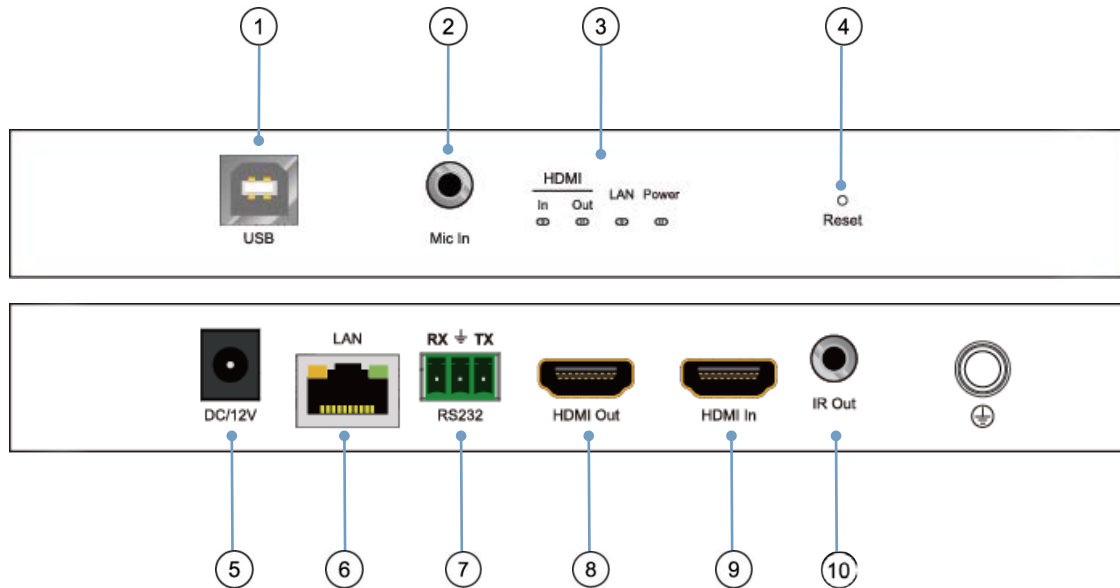 1 2 3 4
HDMI
In Out LAN Power
USB Mic In Reset
LAN RX TX
DC/12V RS232 HDMI Out HDMI In IR Out
5 6 7 8 9 10